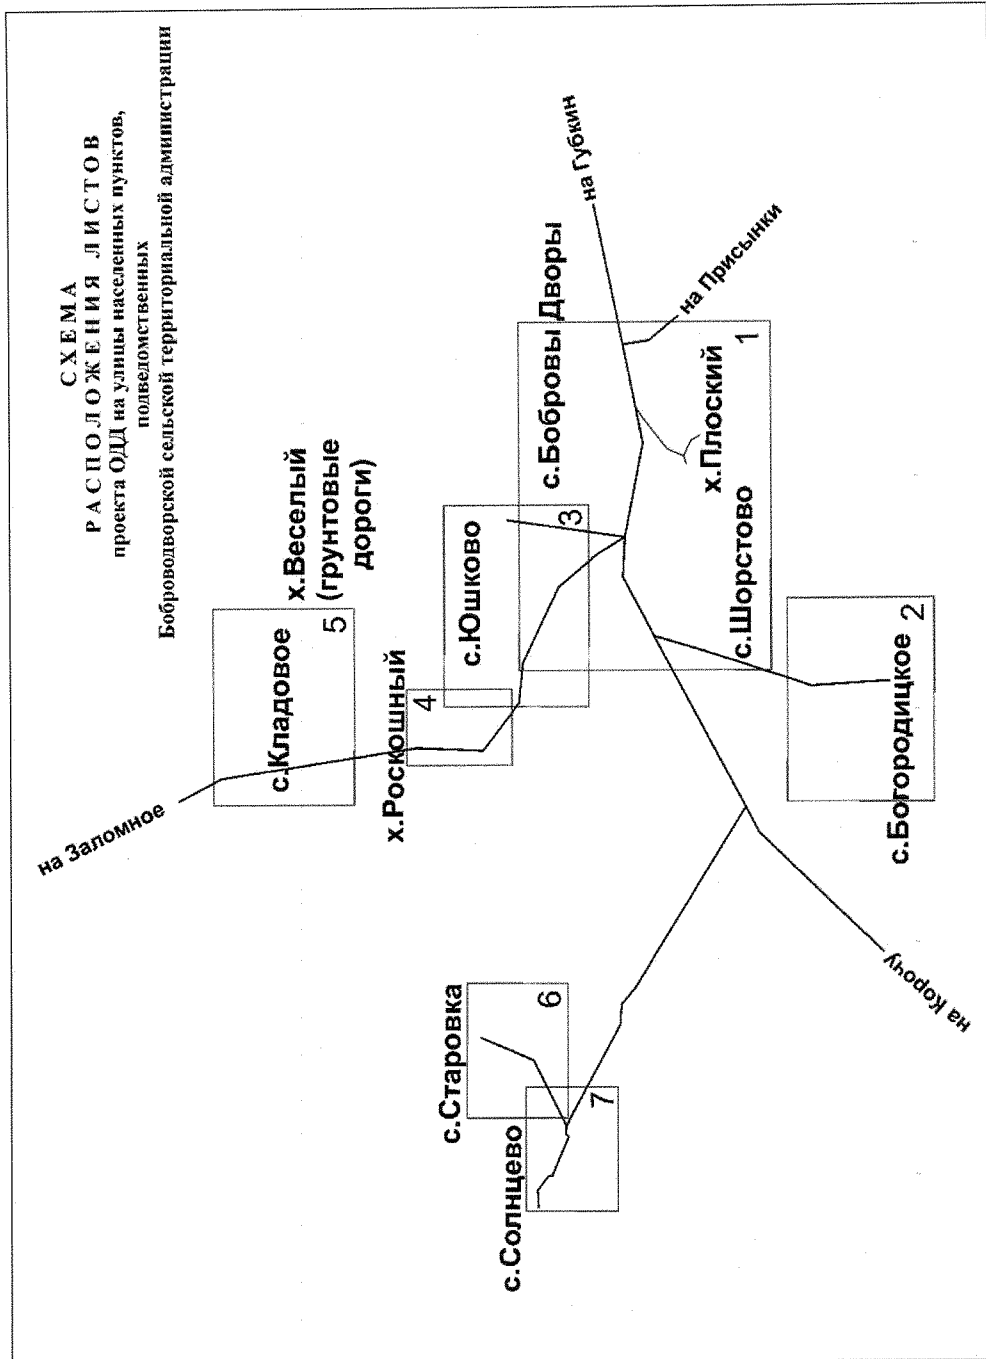 СХЕМА
РАСПОЛОЖЕНИЯ ЛИСТОВ
проекта ОДД на улицы населенных пунктов,
подведомственных
Боброводворской сельской территориальной администрации
на Заломное
с.Кладовое
5
х.Веселый
(грунтовые
дороги)
х.Роскошный
4
с.Юшково
3
с.Бобровы Дворы
на Губкин
на Присынки
х.Плоский
1
с.Шорстово
с.Богородицкое
2
с.Старовка
6
с.Солнцево
7
на Корочу